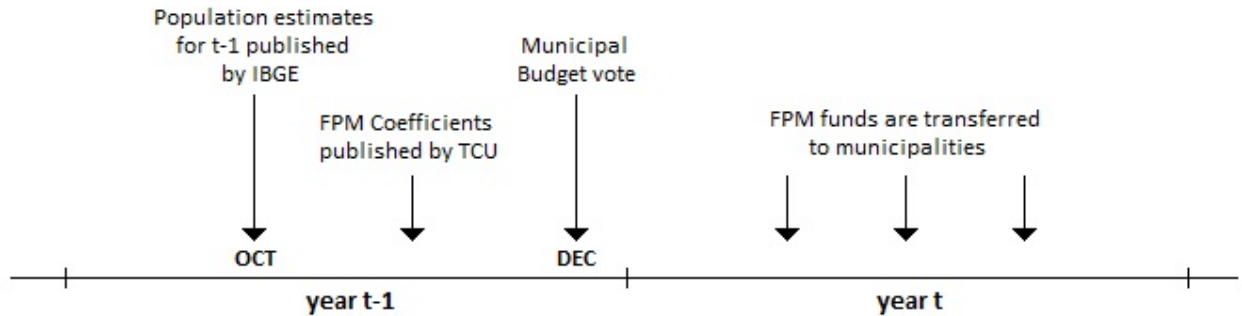 Population estimates
for t-1 published
by IBGE
Municipal
Budget vote
FPM Coefficients
published by TCU
FPM funds are transferred
to municipalities
OCT
DEC
year t-1
year t